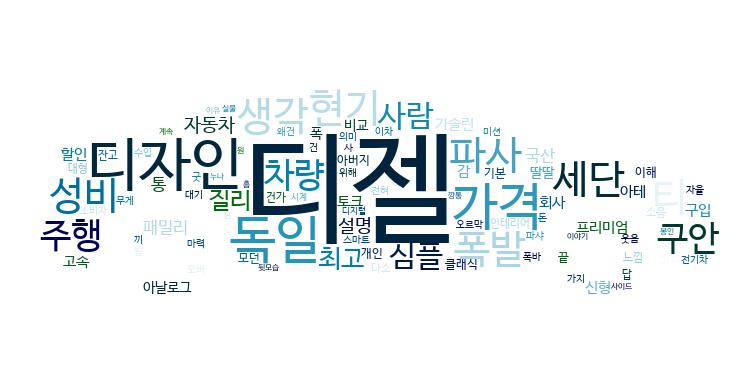 디젤
디자인
독일
가격
세단
파사
폭발
생각
현기
사람
차량
성비
주행
구안
티
심플
최고
설명
질리
자동차
비교
가솔린
폭
의미
이차
미션
왜건
실물
이유
계속
할인
잔고
수입
대형
무게
통
대기
굿
누나
흠
원
건
사
아버지
위해
감
기본
국산
딸딸
이해
자율
아테
회사
돈
구입
소음
프리미엄
봉인
웃음
이야기
파샤
오르막
인테리어
깡통
토크
디지털
스마트
시계
건가
패밀리
끼
마력
고속
모던
뒷모습
개인
다소
클래식
폭바
끝
느낌
전기차
답
가지
신형
사이드
아날로그
오버
소비자